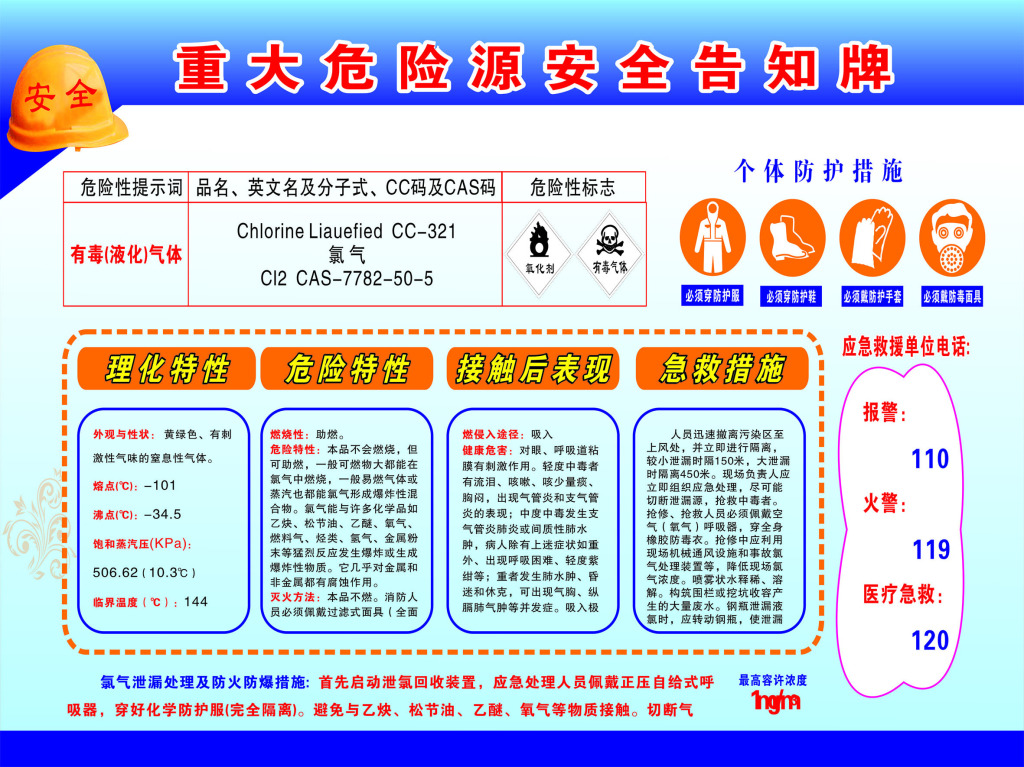 安全
重大危险源安全告知牌
危险性提示词 品名、英文名及分子式、CC码及CAS码 危险性标志
有毒(液化)气体
Chlorine Liauefied CC-321
氯气
Cl2 CAS-7782-50-5
氧化剂
有毒气体
个体防护措施
必须穿防护服 必须穿防护鞋 必须戴防护手套 必须戴防毒面具
理化特性
外观与性状：黄绿色、有刺
激性气味的窒息性气体。
熔点(℃)：-101
沸点(℃)：-34.5
饱和蒸汽压(KPa)：
506.62（10.3℃）
临界温度（℃）：144
危险特性
燃烧性：助燃。
危险特性：本品不会燃烧，但
可助燃，一般可燃物大都能在
氯气中燃烧，一般易燃气体或
蒸汽也都能氯气形成爆炸性混
合物。氯气能与许多化学品如
乙炔、松节油、乙醚、氧气、
燃料气、烃类、氢气、金属粉
末等猛烈反应发生爆炸或生成
爆炸性物质。它几乎对金属和
非金属都有腐蚀作用。
灭火方法：本品不燃。消防人
员必须佩戴过滤式面具（全面
接触后表现
燃侵入途径：吸入
健康危害：对眼、呼吸道粘
膜有刺激作用。轻度中毒者
有流泪、咳嗽、咳少量痰、
胸闷，出现气管炎和支气管
炎的表现；中度中毒发生支
气管炎肺炎或间质性肺水
肿，病人除有上迷症状如重
外、出现呼吸困难、轻度紫
绀等；重者发生肺水肿、昏
迷和休克，可出现气胸、纵
膈肺气肿等并发症。吸入极
急救措施
人员迅速撤离污染区至
上风处，并立即进行隔离，
较小泄漏时隔150米，大泄漏
时隔离450米。现场负责人应
立即组织应急处理，尽可能
切断泄漏源，抢救中毒者。
抢修、抢救人员必须佩戴空
气（氧气）呼吸器，穿全身
橡胶防毒衣。抢修中应利用
现场机械通风设施和事故氯
气处理装置等，降低现场氯
气浓度。喷雾状水释稀、溶
解。构筑围栏或挖坑收容产
生的大量废水。钢瓶泄漏液
氯时，应转动钢瓶，使泄漏
应急救援单位电话:
报警：
110
火警：
119
医疗急救：
120
氯气泄漏处理及防火防爆措施：首先启动泄氯回收装置，应急处理人员佩戴正压自给式呼
吸器，穿好化学防护服(完全隔离)。避免与乙炔、松节油、乙醚、氧气等物质接触。切断气
最高容许浓度